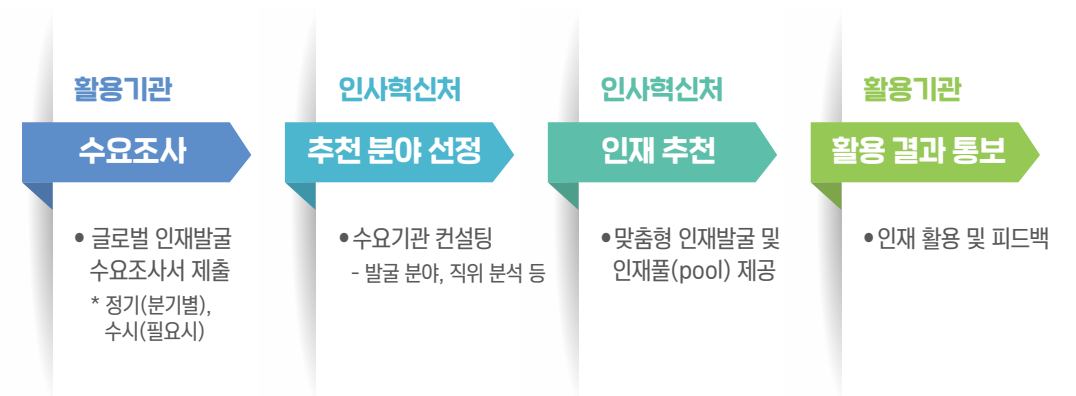 활용기관
수요조사
• 글로벌 인재발굴
수요조사서 제출
* 정기(분기별),
수시(필요시)
인사혁신처
추천 분야 선정
• 수요기관 컨설팅
- 발굴 분야, 직위 분석 등
인사혁신처
인재 추천
• 맞춤형 인재발굴 및
인재풀(pool) 제공
활용기관
활용 결과 통보
• 인재 활용 및 피드백